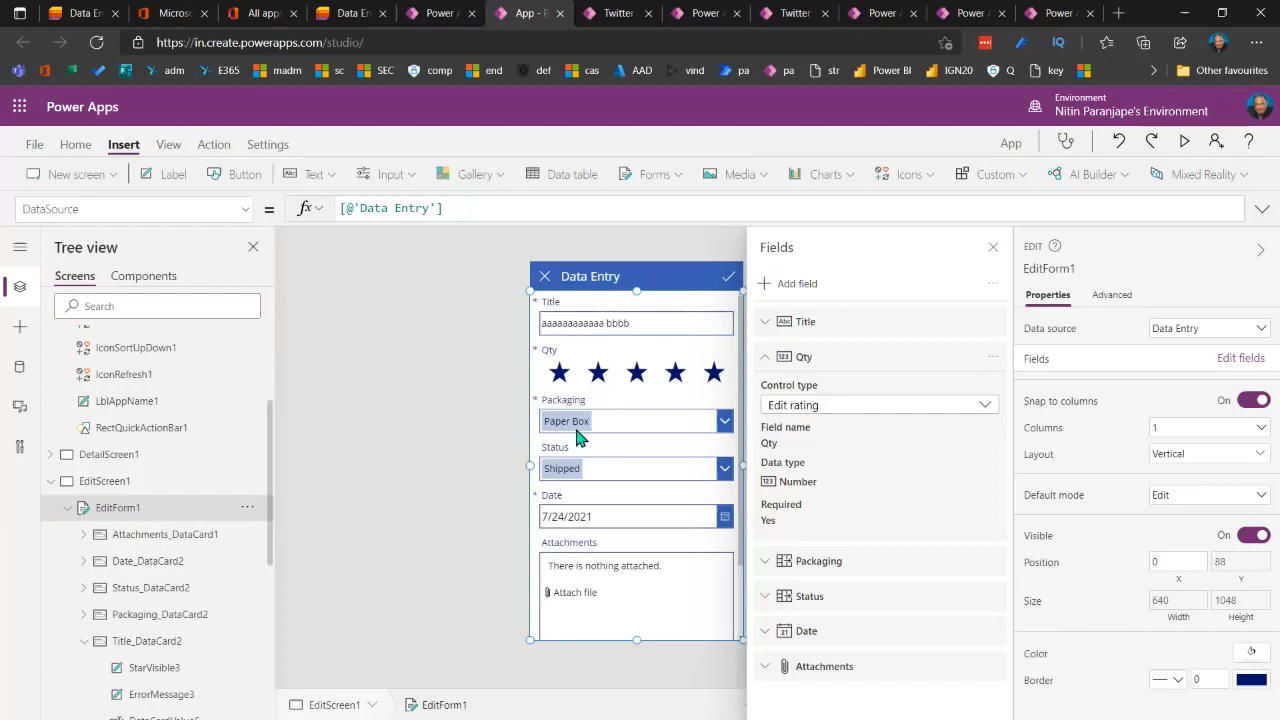 Data En
Microso
All apps
Data En
Power A
App - P
Twitter
Power A
Twitter
Power A
Power A
Power A
https://in.create.powerapps.com/studio/
adm
E365
madm
sc
SEC
comp
end
def
cas
AAD
vind
pa
pa
str
Power BI
IGN20
Q
key
Other favourites
Power Apps
Environment
Nitin Paranjape's Environment
File
Home
Insert
View
Action
Settings
App
New screen
Label
Button
Text
Input
Gallery
Data table
Forms
Media
Charts
Icons
Custom
AI Builder
Mixed Reality
DataSource
=
fx
[@'Data Entry']
Tree view
Screens
Components
Search
IconSortUpDown1
IconRefresh1
LblAppName1
RectQuickActionBar1
DetailScreen1
EditScreen1
EditForm1
Attachments_DataCard1
Date_DataCard2
Status_DataCard2
Packaging_DataCard2
Title_DataCard2
StarVisible3
ErrorMessage3
Data Entry
* Title
aaaaaaaaaaaa bbbb
* Qty
* Packaging
Paper Box
Status
Shipped
* Date
7/24/2021
Attachments
There is nothing attached.
Attach file
EditScreen1
EditForm1
Fields
Add field
Abc Title
123 Qty
Control type
Edit rating
Field name
Qty
Data type
123 Number
Required
Yes
Packaging
Status
21 Date
Attachments
EDIT
EditForm1
Properties
Advanced
Data source
Data Entry
Fields
Edit fields
Snap to columns
On
Columns
1
Layout
Vertical
Default mode
Edit
Visible
On
Position
0
88
X
Y
Size
640
1048
Width
Height
Color
Border
0